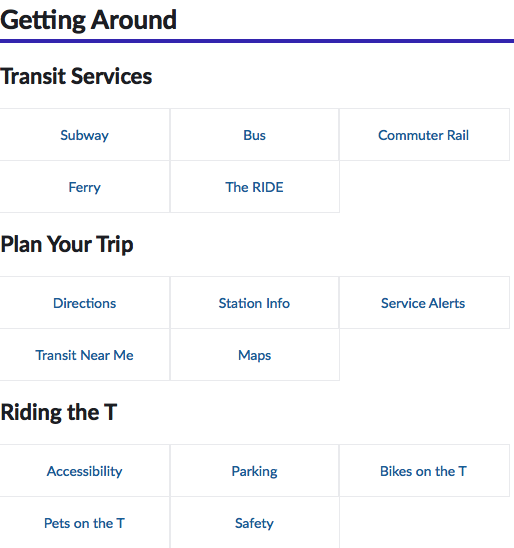 Getting Around
Transit Services
Subway Bus Commuter Rail
Ferry The RIDE
Plan Your Trip
Directions Station Info Service Alerts
Transit Near Me Maps
Riding the T
Accessibility Parking Bikes on the T
Pets on the T Safety